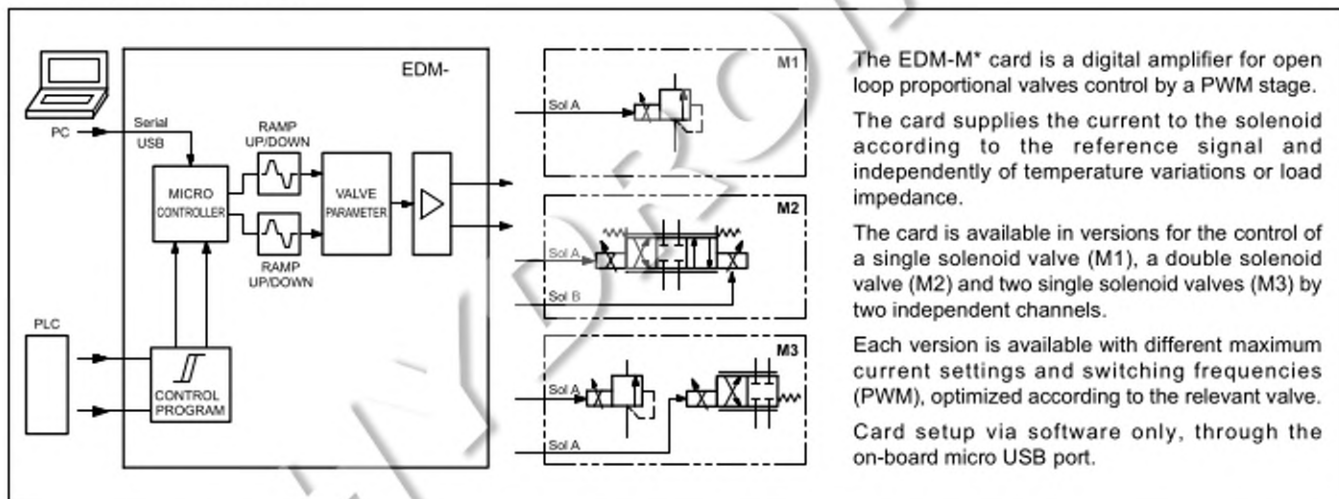 EDM-
PC
Serial
USB
RAMP
UP/DOWN
MICRO
CONTROLLER
VALVE
PARAMETER
RAMP
UP/DOWN
PLC
CONTROL
PROGRAM
M1
Sol A
M2
Sol A
Sol B
M3
Sol A
Sol A
The EDM-M* card is a digital amplifier for open
loop proportional valves control by a PWM stage.
The card supplies the current to the solenoid
according to the reference signal and
independently of temperature variations or load
impedance.
The card is available in versions for the control of
a single solenoid valve (M1), a double solenoid
valve (M2) and two single solenoid valves (M3) by
two independent channels.
Each version is available with different maximum
current settings and switching frequencies
(PWM), optimized according to the relevant valve.
Card setup via software only, through the
on-board micro USB port.